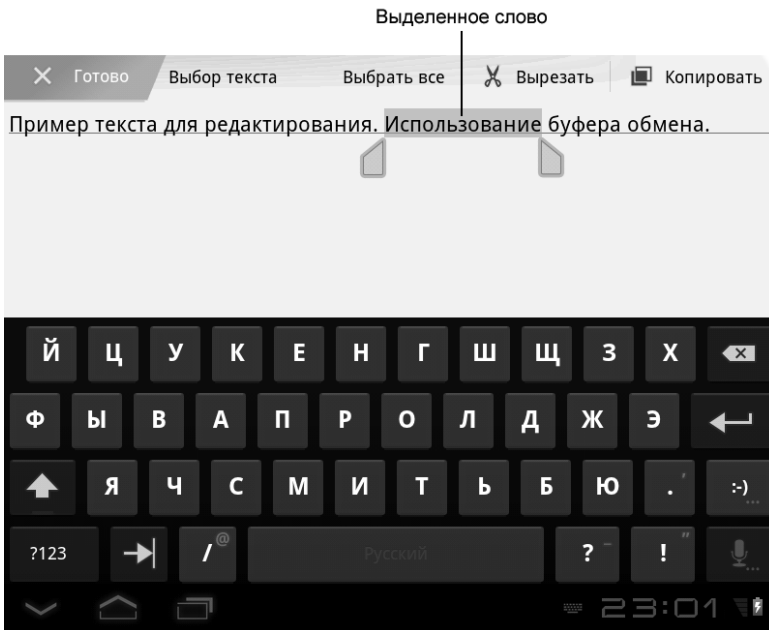 Выделенное слово
Готово Выбор текста Выбрать все Вырезать Копировать
Пример текста для редактирования. Использование буфера обмена.
Й Ц У К Е Н Г Ш Щ З Х
Ф Ы В А П Р О Л Д Ж Э
Я Ч С М И Т Ь Б Ю . ' :-) ...
?123 / @ Русский ? _ ! " ...
23:01